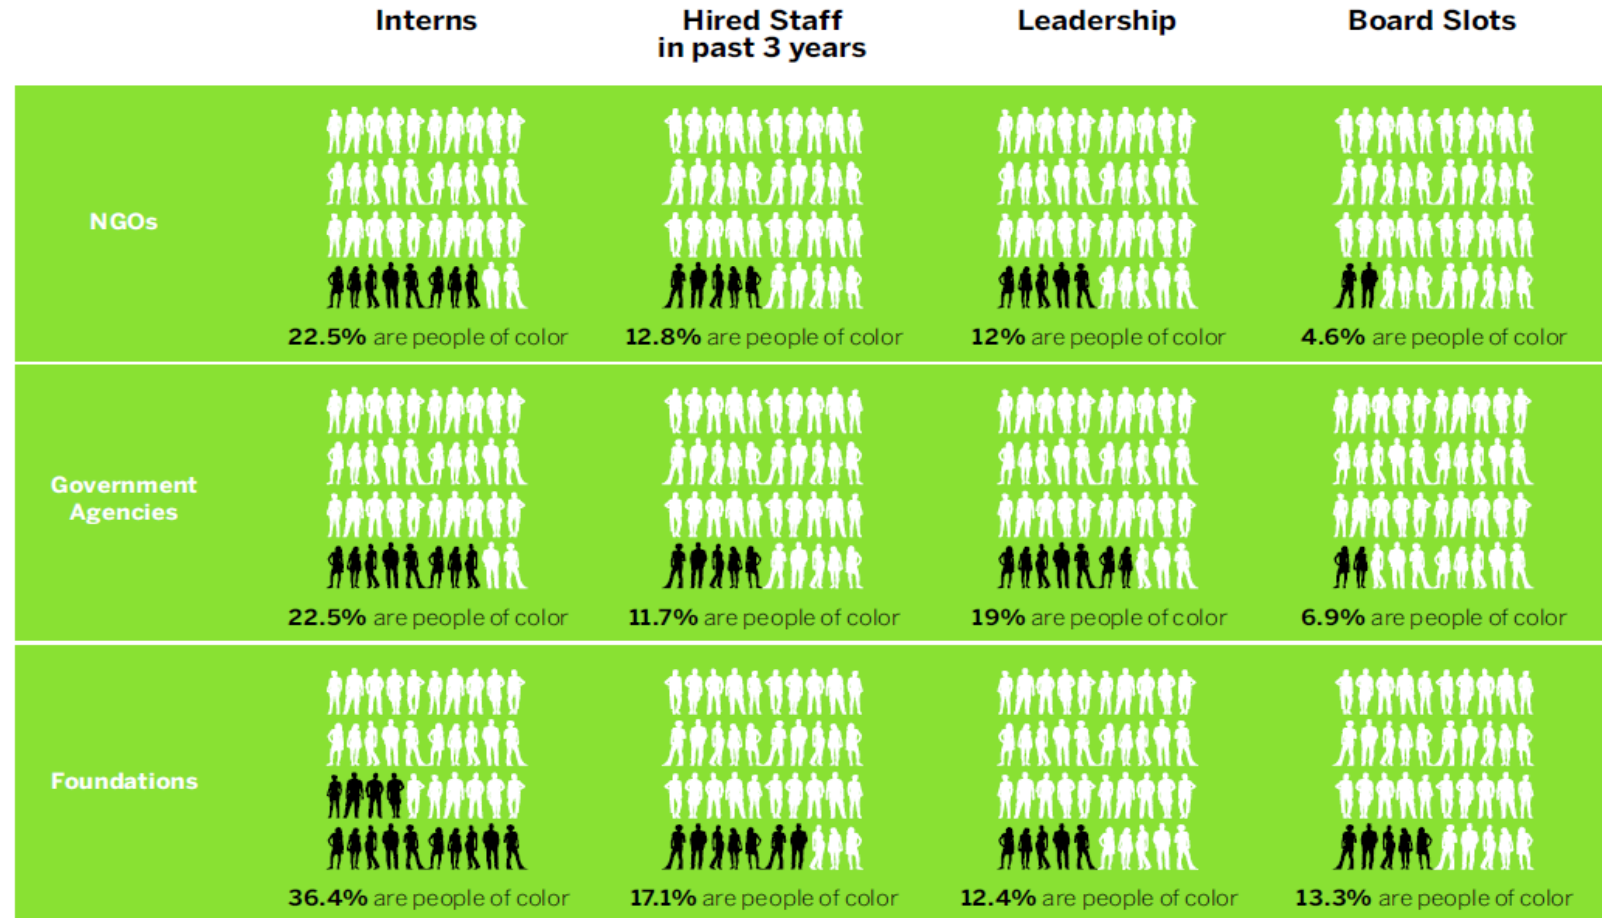 Interns
Hired Staff
in past 3 years
Leadership
Board Slots
NGOs
22.5% are people of color
12.8% are people of color
12% are people of color
4.6% are people of color
Government
Agencies
22.5% are people of color
11.7% are people of color
19% are people of color
6.9% are people of color
Foundations
36.4% are people of color
17.1% are people of color
12.4% are people of color
13.3% are people of color